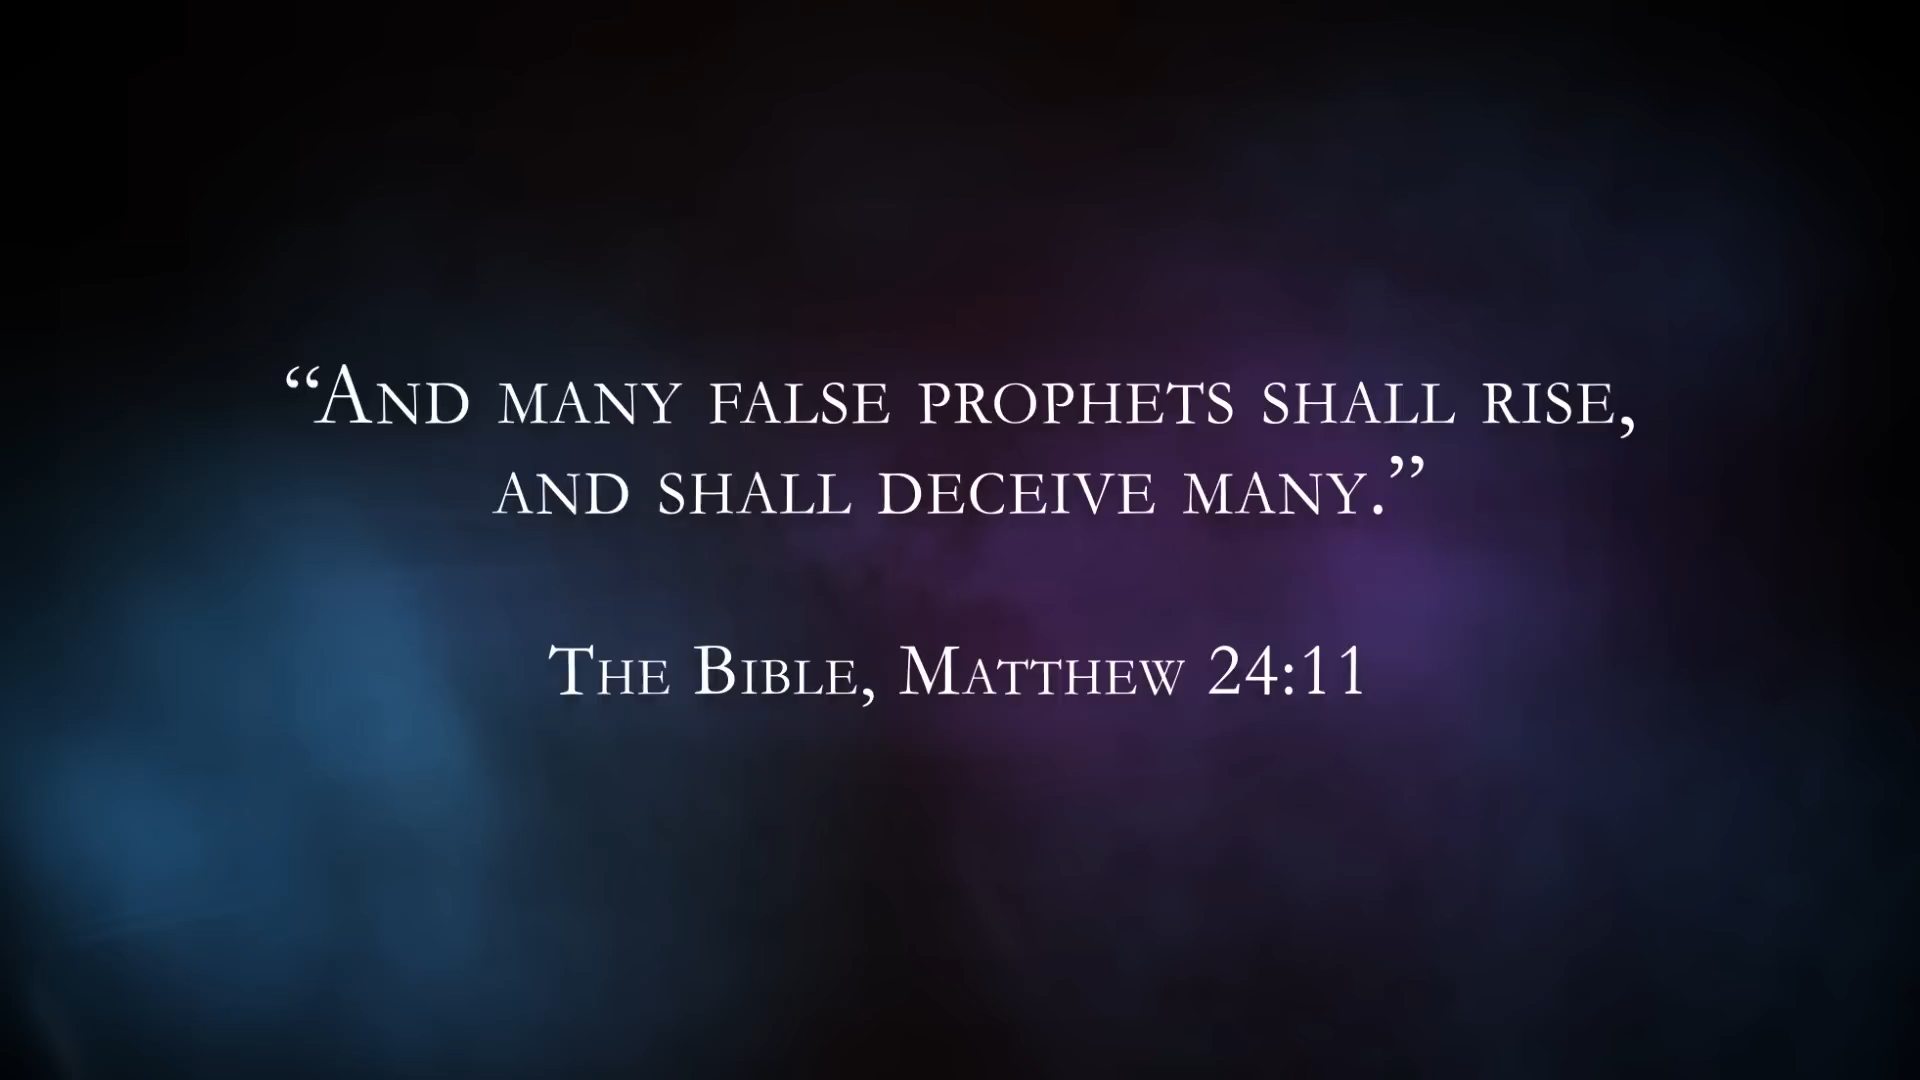 “And many false prophets shall rise,
and shall deceive many.”
The Bible, Matthew 24:11